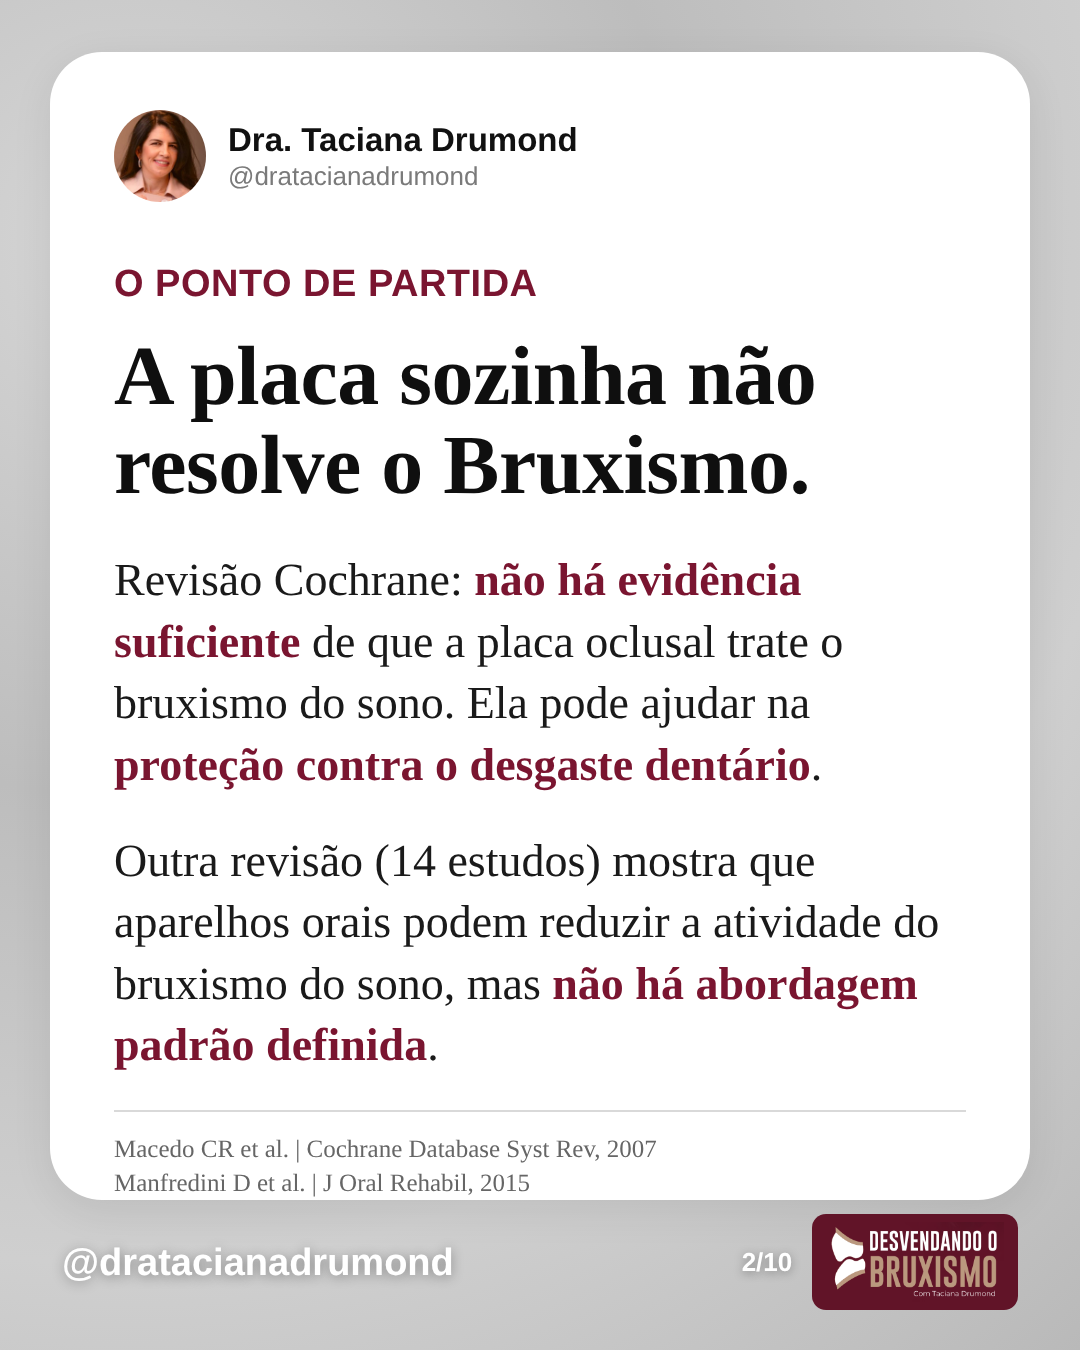 Dra. Taciana Drumond
@dratacianadrumond
O PONTO DE PARTIDA
A placa sozinha não
resolve o Bruxismo.
Revisão Cochrane: não há evidência
suficiente de que a placa oclusal trate o
bruxismo do sono. Ela pode ajudar na
proteção contra o desgaste dentário.
Outra revisão (14 estudos) mostra que
aparelhos orais podem reduzir a atividade do
bruxismo do sono, mas não há abordagem
padrão definida.
Macedo CR et al. | Cochrane Database Syst Rev, 2007
Manfredini D et al. | J Oral Rehabil, 2015
@dratacianadrumond
2/10
DESVENDANDO O
BRUXISMO
Com Taciana Drumond